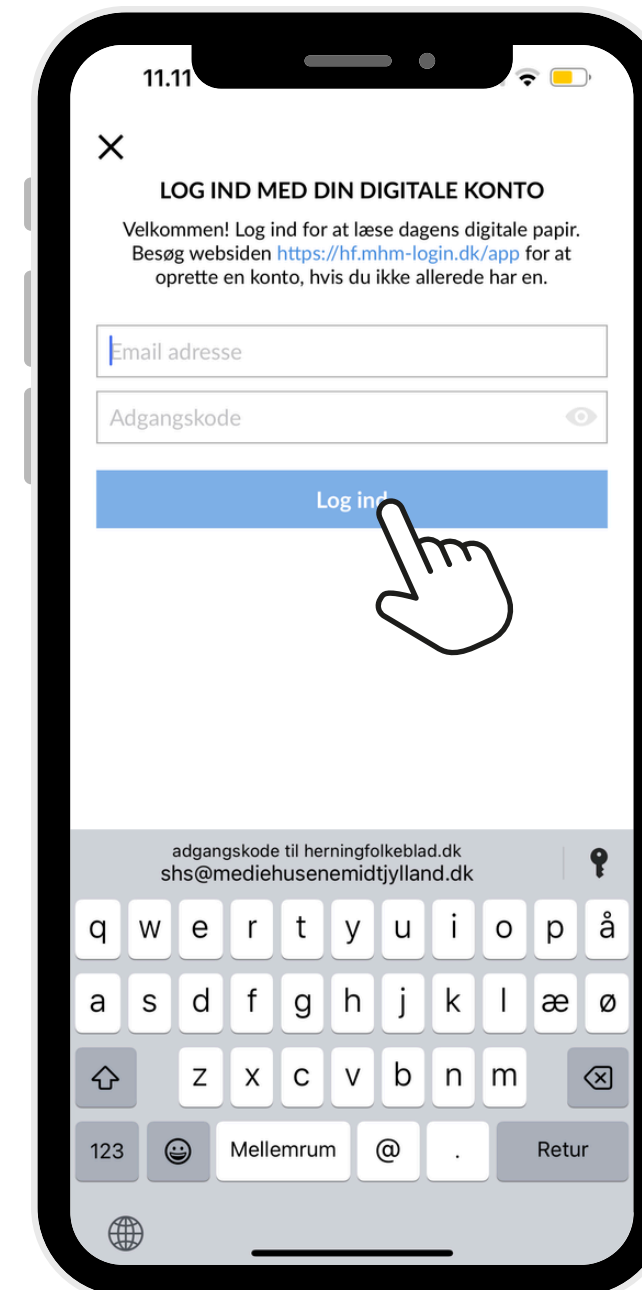 11.11
LOG IND MED DIN DIGITALE KONTO
Velkommen! Log ind for at læse dagens digitale papir.
Besøg websiden https://hf.mhm-login.dk/app for at
oprette en konto, hvis du ikke allerede har en.
Email adresse
Adgangskode
Log ind
adgangskode til herningfolkeblad.dk
shs@mediehusenemidtjylland.dk
q w e r t y u i o p å
a s d f g h j k l æ ø
z x c v b n m
123 Mellemrum @ . Retur